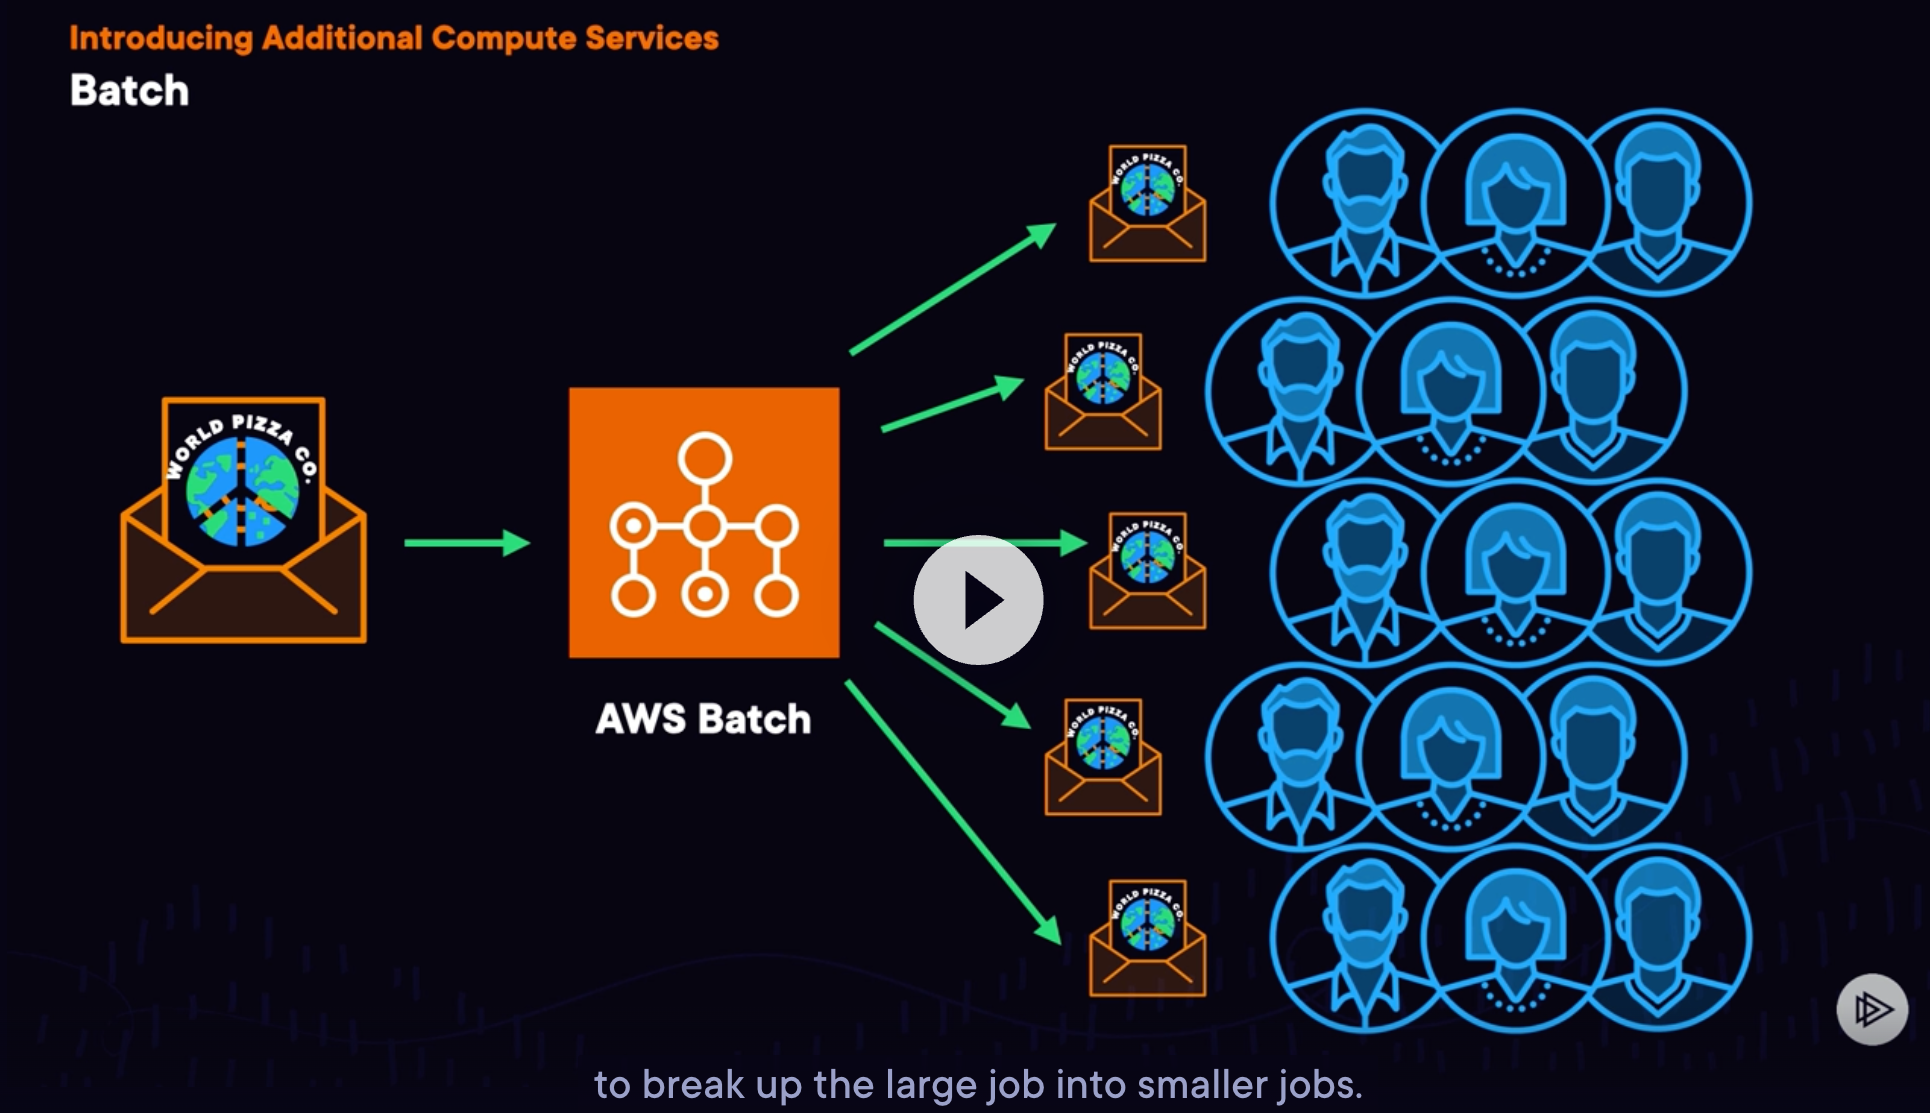 Introducing Additional Compute Services
Batch
WORLD PIZZA CO.
WORLD PIZZA CO.
WORLD PIZZA CO.
WORLD PIZZA CO.
WORLD PIZZA CO.
WORLD PIZZA CO.
AWS Batch
to break up the large job into smaller jobs.